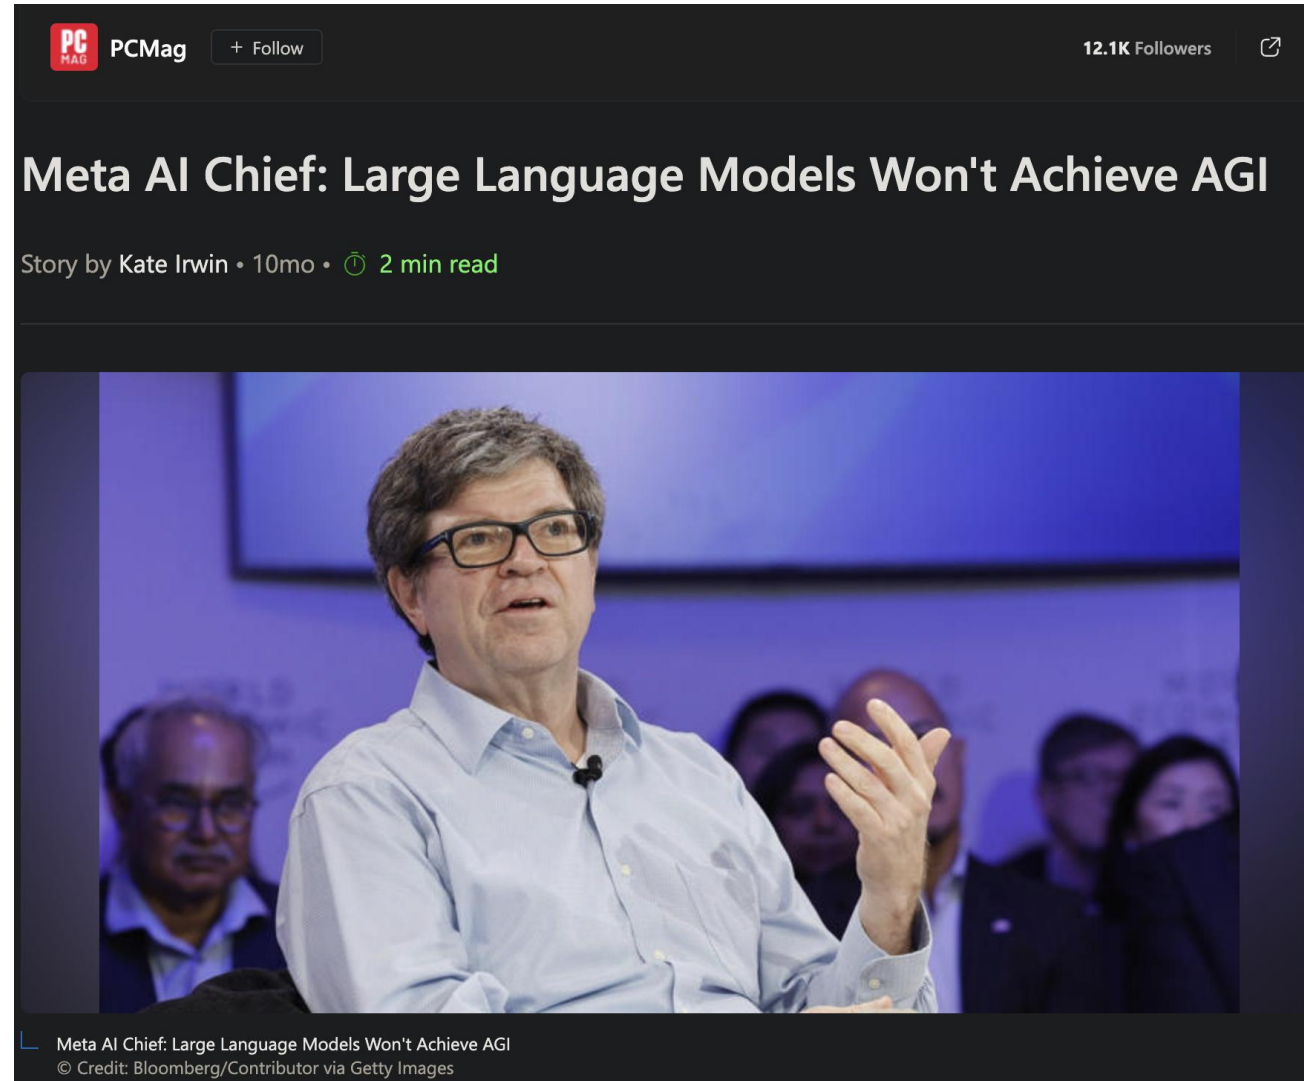 PC
MAG
PCMag
+ Follow
12.1K Followers
Meta AI Chief: Large Language Models Won't Achieve AGI
Story by Kate Irwin • 10mo • 2 min read
Meta AI Chief: Large Language Models Won't Achieve AGI
© Credit: Bloomberg/Contributor via Getty Images